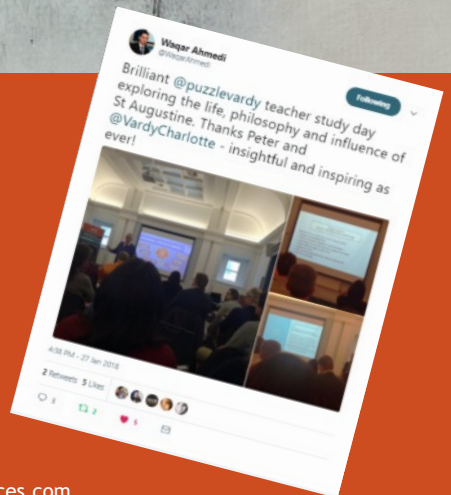 Waqar Ahmedi
@WaqarAhmedi
Following
Brilliant @puzzlevardy teacher study day
exploring the life, philosophy and influence of
St Augustine. Thanks Peter and
@VardyCharlotte - insightful and inspiring as
ever!
4:38 PM - 27 Jan 2018
2 Retweets 5 Likes
3 2 5
ces.com